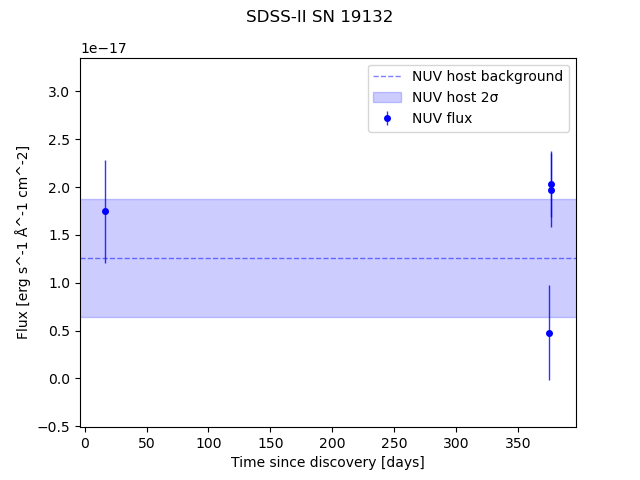 SDSS-II SN 19132
1e−17
NUV host background
NUV host 2σ
NUV flux
3.0
2.5
2.0
1.5
1.0
0.5
0.0
−0.5
Flux [erg s^-1 Å^-1 cm^-2]
0 50 100 150 200 250 300 350
Time since discovery [days]